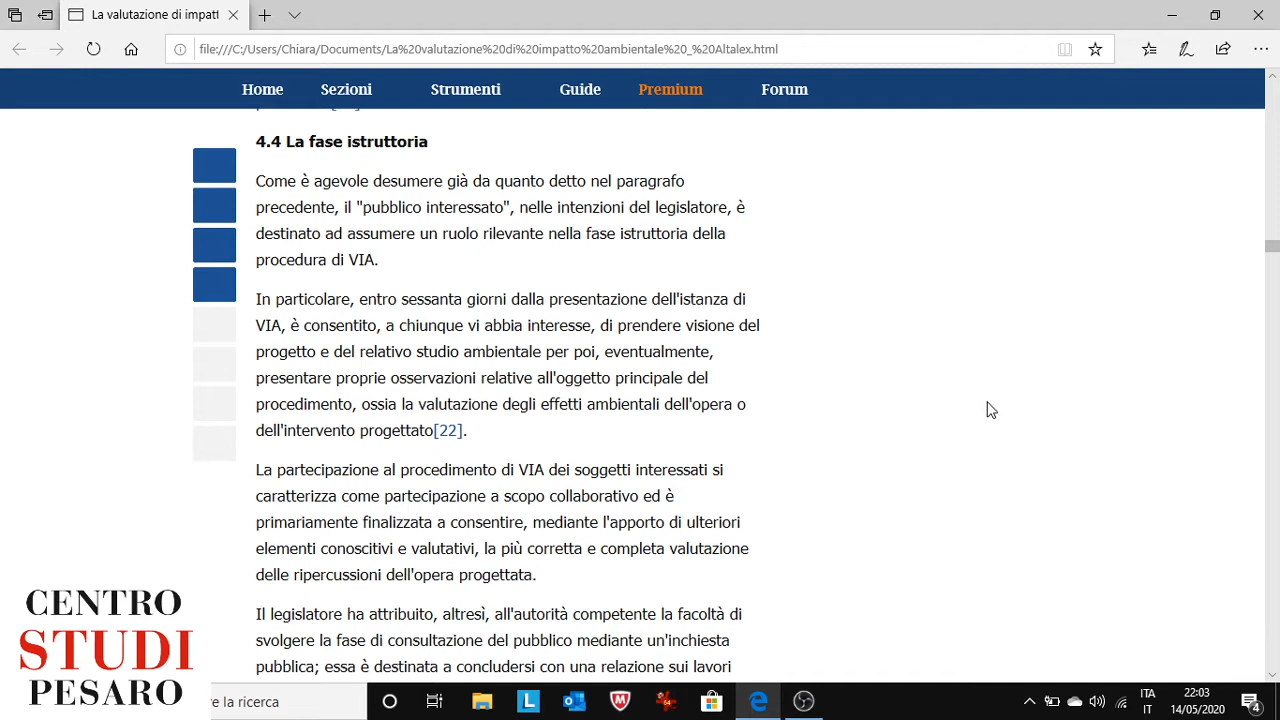 La valutazione di impatt
file:///C:/Users/Chiara/Documents/La%20valutazione%20di%20impatto%20ambientale%20_%20Altalex.html
Home Sezioni Strumenti Guide Premium Forum
4.4 La fase istruttoria
Come è agevole desumere già da quanto detto nel paragrafo
precedente, il "pubblico interessato", nelle intenzioni del legislatore, è
destinato ad assumere un ruolo rilevante nella fase istruttoria della
procedura di VIA.
In particolare, entro sessanta giorni dalla presentazione dell'istanza di
VIA, è consentito, a chiunque vi abbia interesse, di prendere visione del
progetto e del relativo studio ambientale per poi, eventualmente,
presentare proprie osservazioni relative all'oggetto principale del
procedimento, ossia la valutazione degli effetti ambientali dell'opera o
dell'intervento progettato[22].
La partecipazione al procedimento di VIA dei soggetti interessati si
caratterizza come partecipazione a scopo collaborativo ed è
primariamente finalizzata a consentire, mediante l'apporto di ulteriori
elementi conoscitivi e valutativi, la più corretta e completa valutazione
delle ripercussioni dell'opera progettata.
Il legislatore ha attribuito, altresì, all'autorità competente la facoltà di
svolgere la fase di consultazione del pubblico mediante un'inchiesta
pubblica; essa è destinata a concludersi con una relazione sui lavori
CENTRO
STUDI
PESARO
re la ricerca
L
64
ITA
IT
22:03
14/05/2020
4